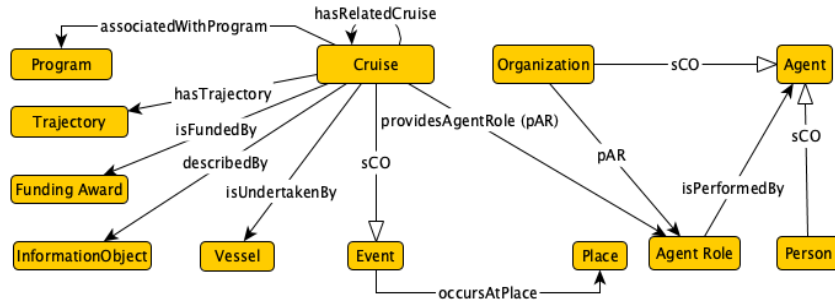 associatedWithProgram
hasRelatedCruise
Program
Cruise
Organization
sCO
Agent
hasTrajectory
Trajectory
isFundedBy
providesAgentRole (pAR)
sCO
describedBy
sCO
pAR
Funding Award
isUndertakenBy
isPerformedBy
InformationObject
Vessel
Event
Place
Agent Role
Person
occursAtPlace